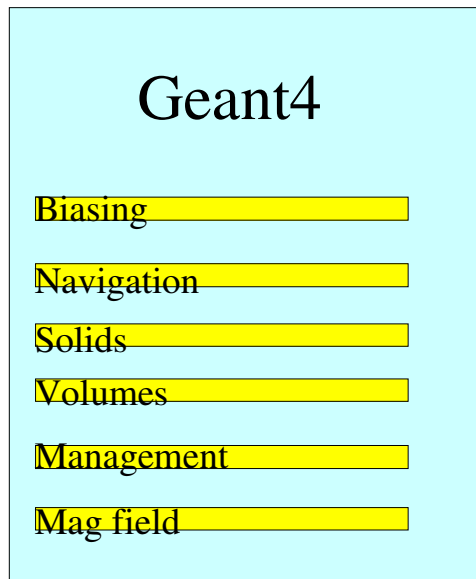 Geant4
Biasing
Navigation
Solids
Volumes
Management
Mag field